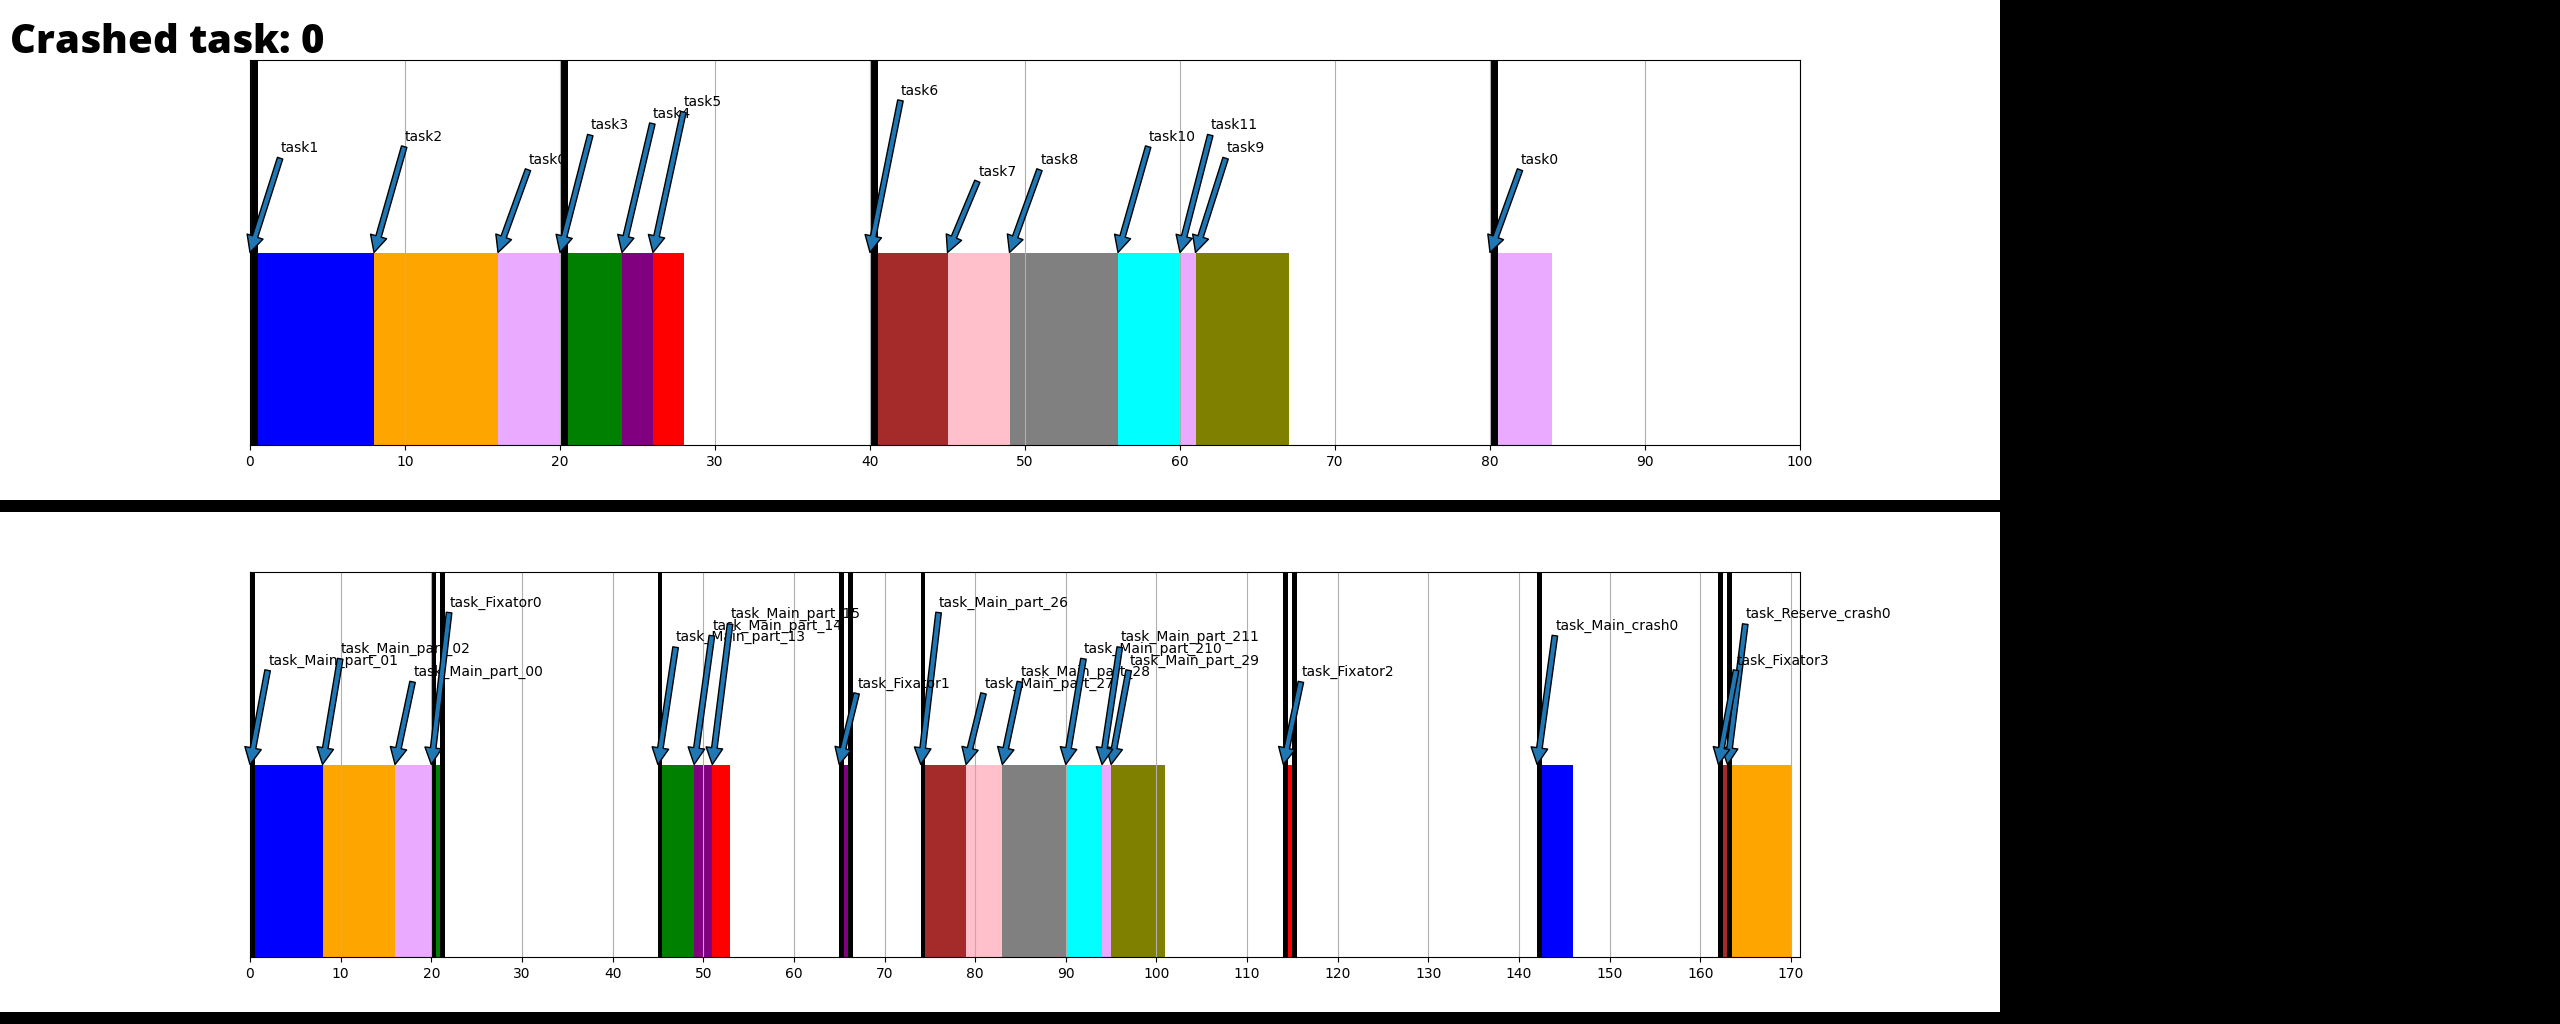 Crashed task: 0
task1
task2
task0
task3
task4
task5
task6
task7
task8
task10
task11
task9
task0
0 10 20 30 40 50 60 70 80 90 100
task_Main_part_01
task_Main_part_02
task_Main_part_00
task_Fixator0
task_Main_part_13
task_Main_part_14
task_Main_part_15
task_Fixator1
task_Main_part_26
task_Main_part_27
task_Main_part_28
task_Main_part_210
task_Main_part_211
task_Main_part_29
task_Fixator2
task_Main_crash0
task_Fixator3
task_Reserve_crash0
0 10 20 30 40 50 60 70 80 90 100 110 120 130 140 150 160 170